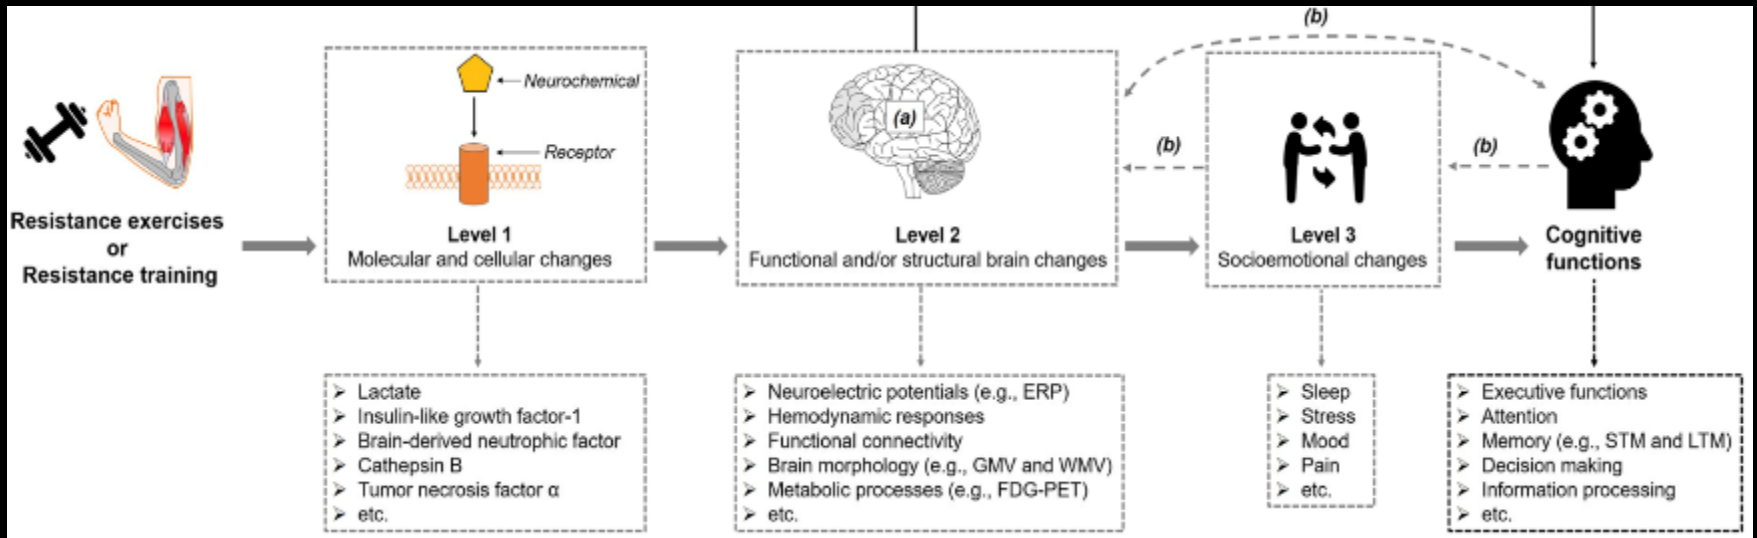 (b)
Neurochemical
Receptor
(a)
(b)
(b)
Resistance exercises
or
Resistance training
Level 1
Molecular and cellular changes
Level 2
Functional and/or structural brain changes
Level 3
Socioemotional changes
Cognitive
functions
➢ Lactate
➢ Insulin-like growth factor-1
➢ Brain-derived neutrophic factor
➢ Cathepsin B
➢ Tumor necrosis factor α
➢ etc.
➢ Neuroelectric potentials (e.g., ERP)
➢ Hemodynamic responses
➢ Functional connectivity
➢ Brain morphology (e.g., GMV and WMV)
➢ Metabolic processes (e.g., FDG-PET)
➢ etc.
➢ Sleep
➢ Stress
➢ Mood
➢ Pain
➢ etc.
➢ Executive functions
➢ Attention
➢ Memory (e.g., STM and LTM)
➢ Decision making
➢ Information processing
➢ etc.